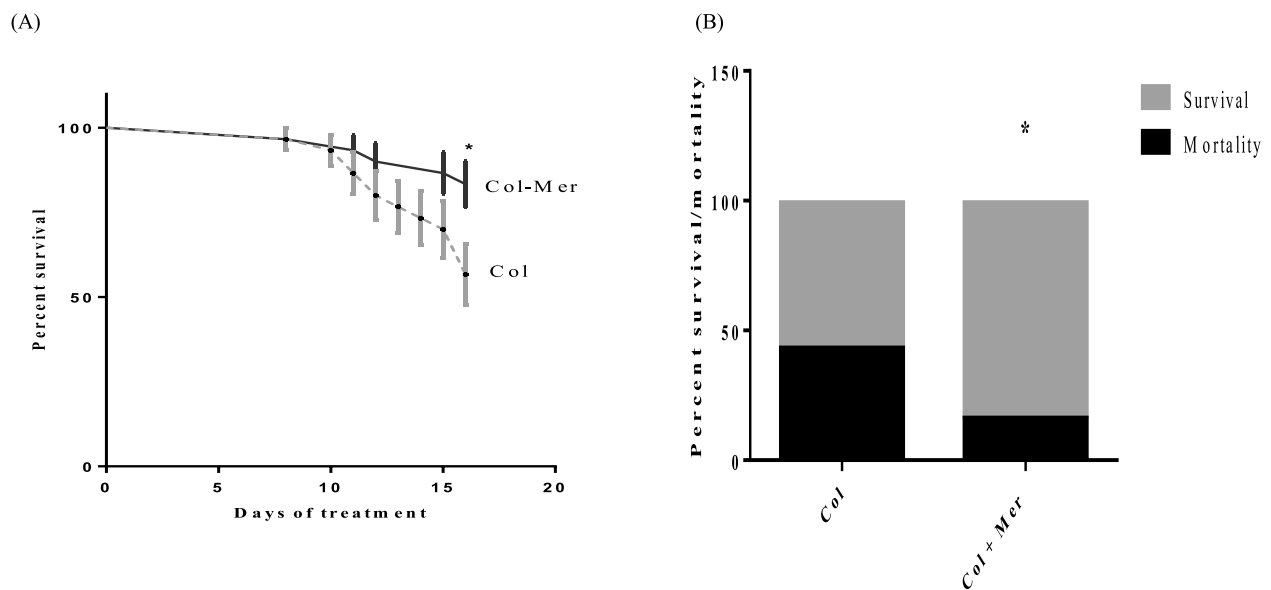 (A)
Percent survival
100
50
0
0 5 10 15 20
Days of treatment
*
Col-Mer
Col
(B)
Percent survival/mortality
150
100
50
0
*
Col
Col + Mer
Survival
Mortality